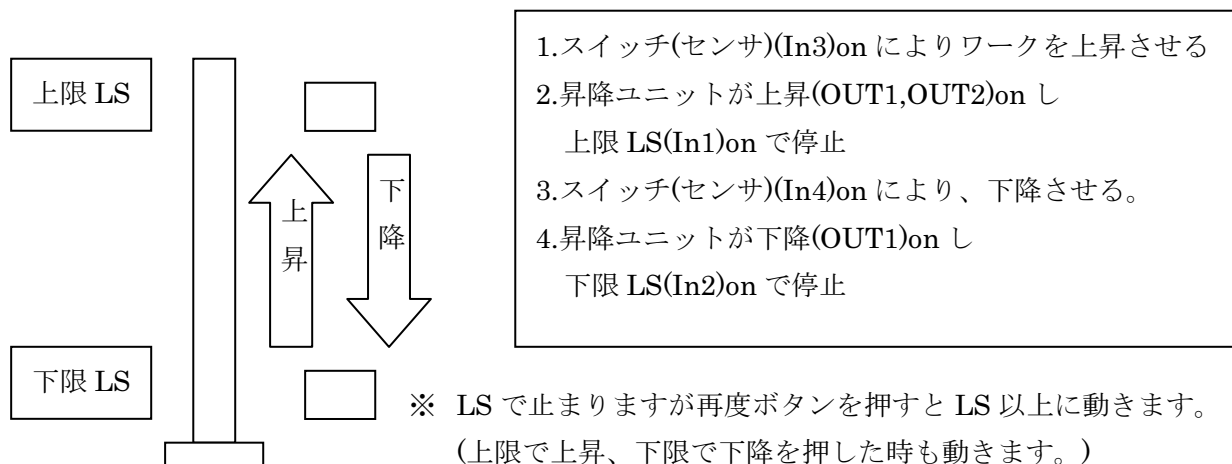 上限 LS
上昇
下降
下限 LS
1.スイッチ(センサ)(In3)on によりワークを上昇させる
2.昇降ユニットが上昇(OUT1,OUT2)on し
上限 LS(In1)on で停止
3.スイッチ(センサ)(In4)on により、下降させる。
4.昇降ユニットが下降(OUT1)on し
下限 LS(In2)on で停止
※ LS で止まりますが再度ボタンを押すと LS 以上に動きます。
(上限で上昇、下限で下降を押した時も動きます。)